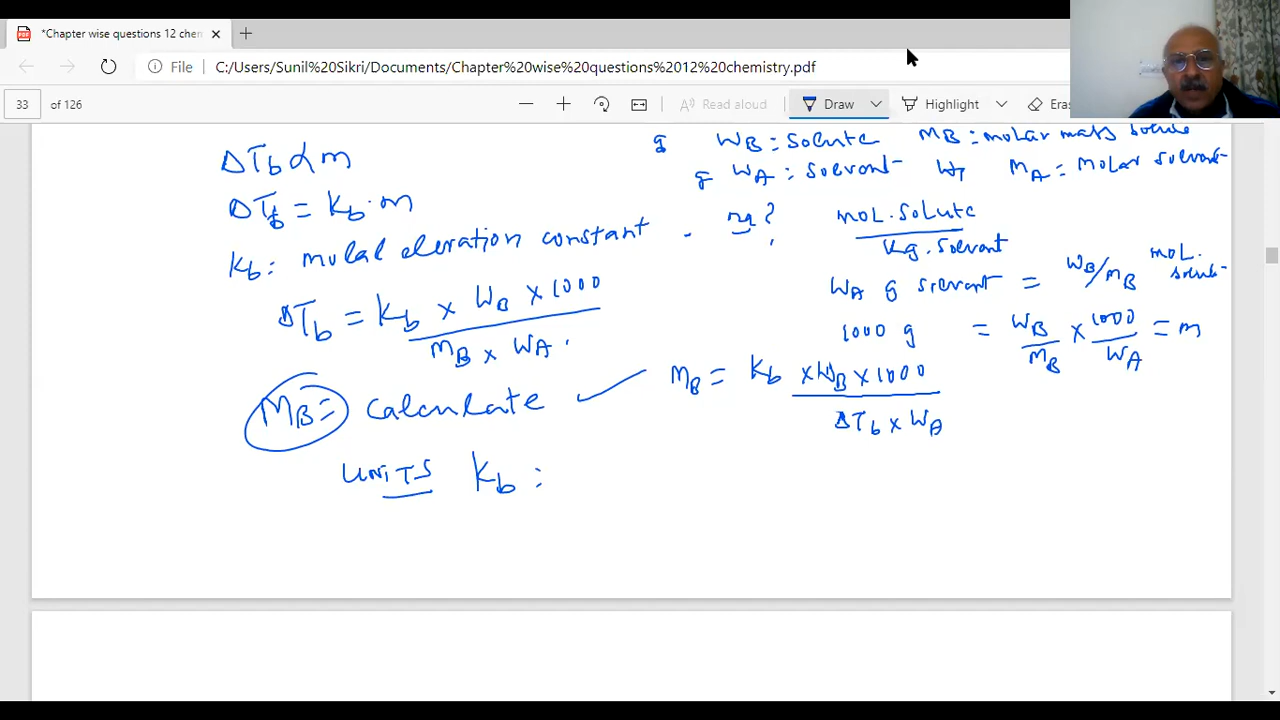 *Chapter wise questions 12 cher
File C:/Users/Sunil%20Sikri/Documents/Chapter%20wise%20questions%2012%20chemistry.pdf
33 of 126
Read aloud Draw Highlight Eras
g WB = solute MB = molar mass solute
g WA : solvent MA = molar solvent
ΔTb α m
ΔTb = Kb · m
Kb : molal elevation constant - m?
mol. solute
Kg. solvent
WA g solvent = WB/MB mol. solute
1000 g = WB/MB × 1000/WA = m
ΔTb = Kb × WB × 1000
MB × WA
MB = calculate
MB = Kb × WB × 1000
ΔTb × WA
UNITS Kb :